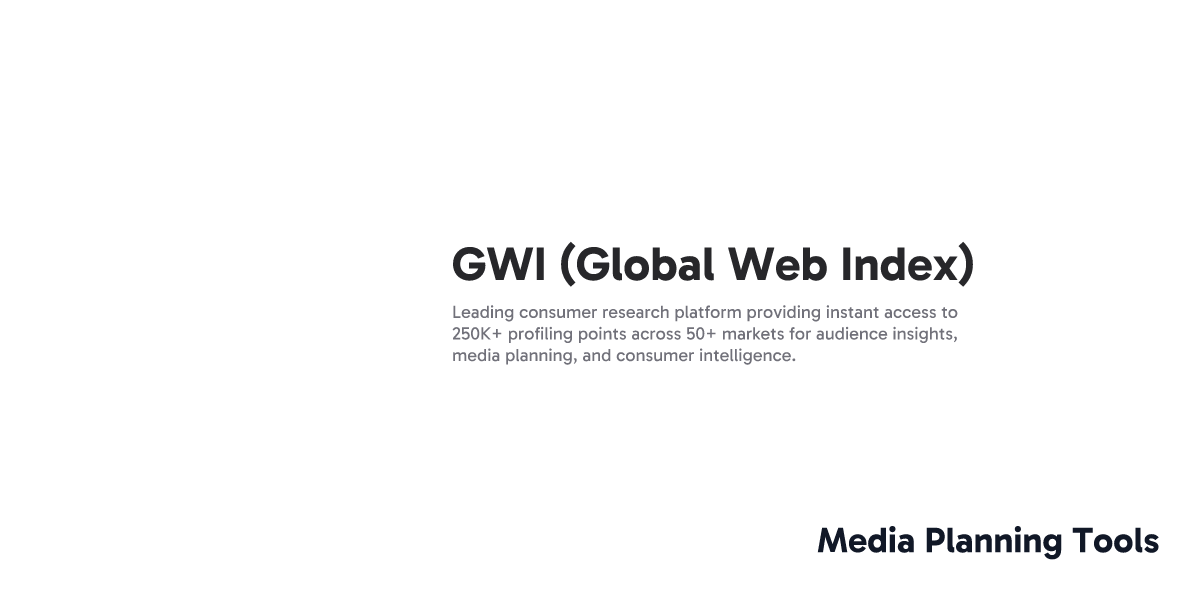 GWI (Global Web Index)
Leading consumer research platform providing instant access to
250K+ profiling points across 50+ markets for audience insights,
media planning, and consumer intelligence.
Media Planning Tools